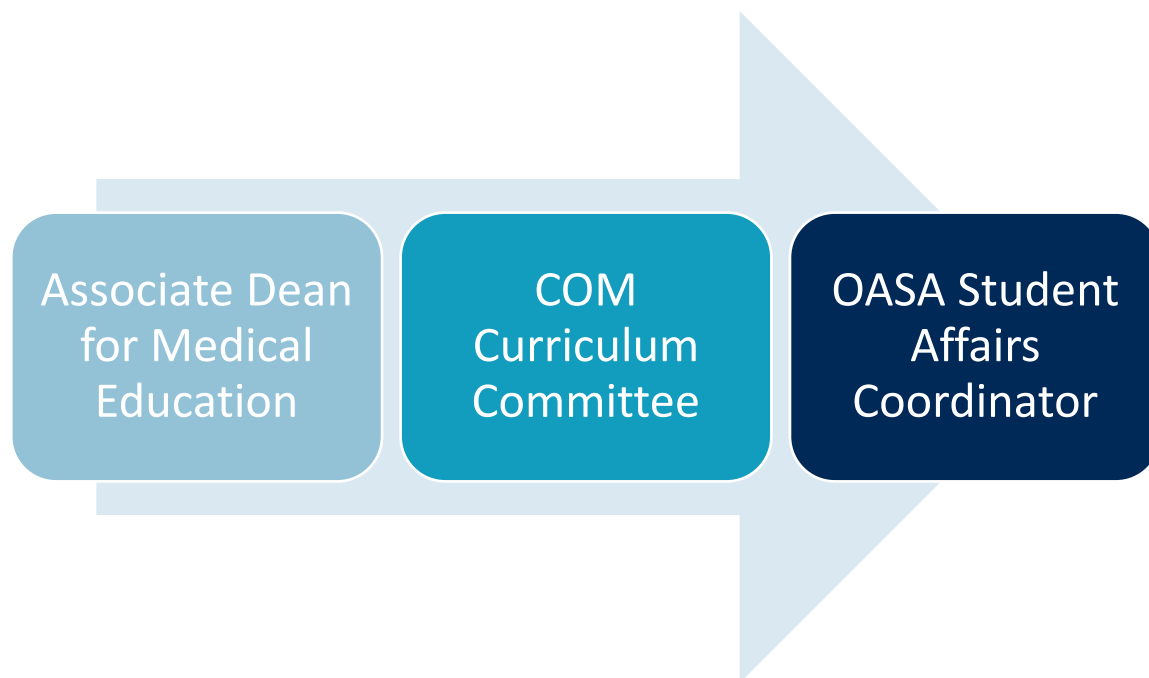 Associate Dean
for Medical
Education
COM
Curriculum
Committee
OASA Student
Affairs
Coordinator